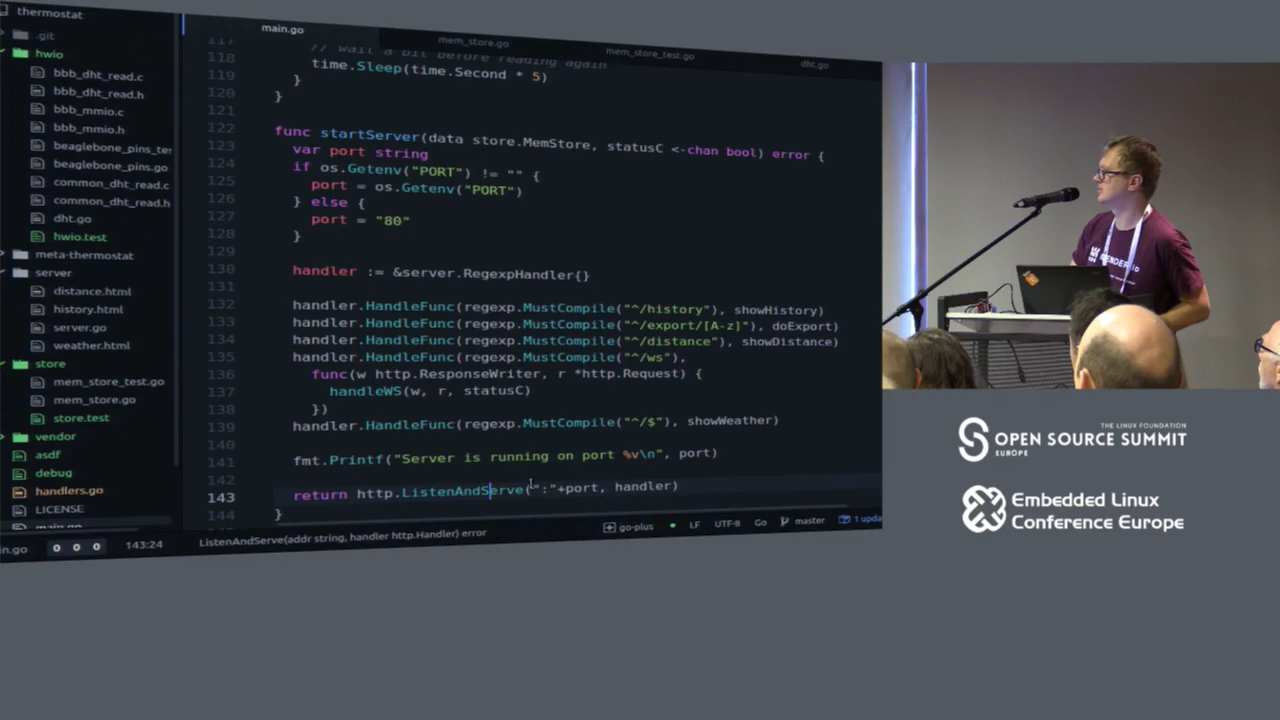 thermostat
.git
hwio
bbb_dht_read.c
bbb_dht_read.h
bbb_mmio.c
bbb_mmio.h
beaglebone_pins_tes
beaglebone_pins.go
common_dht_read.c
common_dht_read.h
dht.go
hwio.test
meta-thermostat
server
distance.html
history.html
server.go
weather.html
store
mem_store_test.go
mem_store.go
store.test
vendor
asdf
debug
handlers.go
LICENSE
main.go
main.go mem_store.go mem_store_test.go dht.go
117 // wait a bit before reading again
118 time.Sleep(time.Second * 5)
119 }
120 }
121
122 func startServer(data store.MemStore, statusC <-chan bool) error {
123 var port string
124 if os.Getenv("PORT") != "" {
125 port = os.Getenv("PORT")
126 } else {
127 port = "80"
128 }
129
130 handler := &server.RegexpHandler{}
131
132 handler.HandleFunc(regexp.MustCompile("^/history"), showHistory)
133 handler.HandleFunc(regexp.MustCompile("^/export/[A-z]"), doExport)
134 handler.HandleFunc(regexp.MustCompile("^/distance"), showDistance)
135 handler.HandleFunc(regexp.MustCompile("^/ws"),
136 func(w http.ResponseWriter, r *http.Request) {
137 handleWS(w, r, statusC)
138 })
139 handler.HandleFunc(regexp.MustCompile("^/$"), showWeather)
140
141 fmt.Printf("Server is running on port %v\n", port)
142
143 return http.ListenAndServe(":"+port, handler)
144 }
in.go 0 0 0 143:24 ListenAndServe(addr string, handler http.Handler) error go-plus LF UTF-8 Go master 1 upda
THE LINUX FOUNDATION
OPEN SOURCE SUMMIT
EUROPE
Embedded Linux
Conference Europe